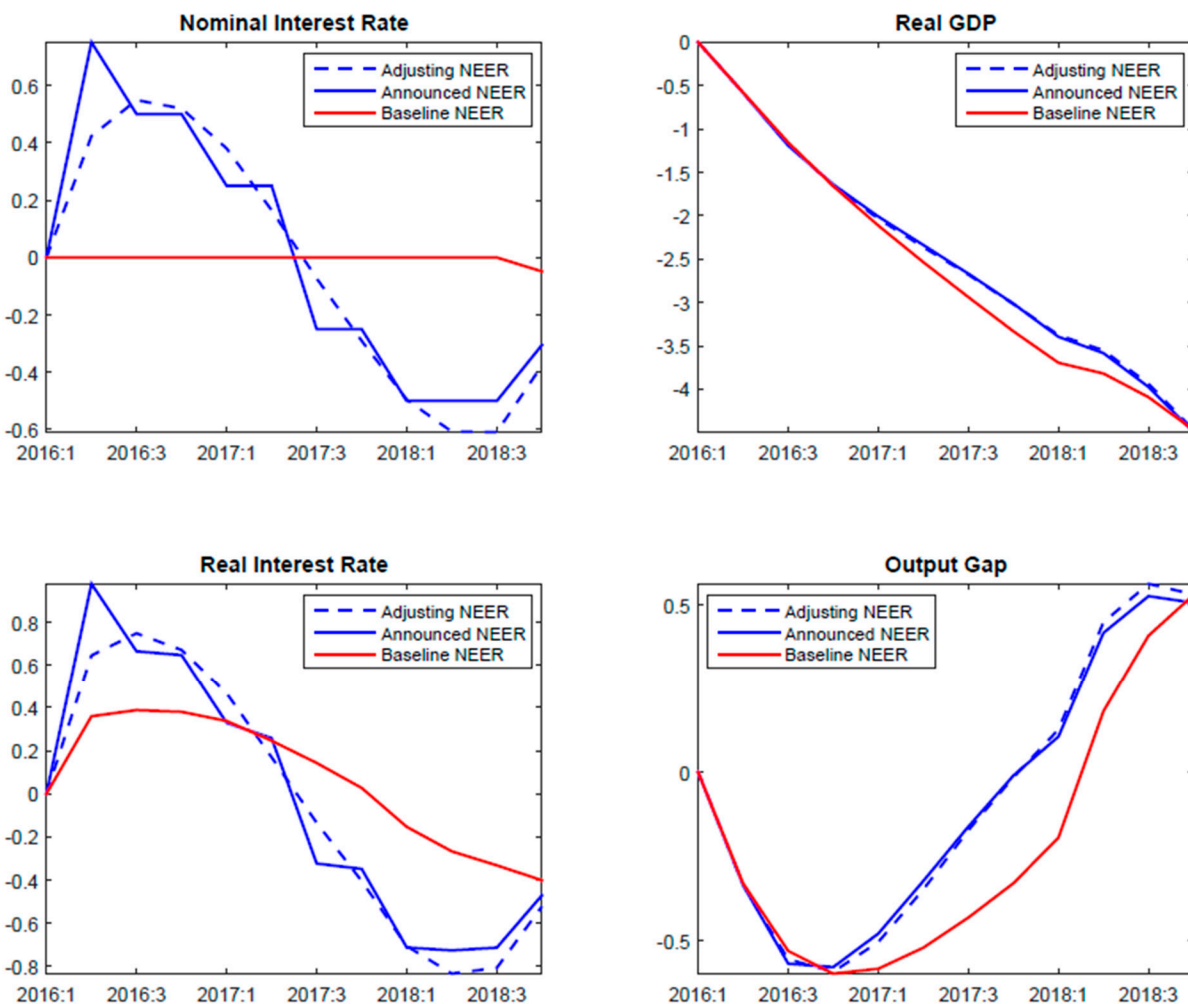 Nominal Interest Rate
0.6
0.4
0.2
0
-0.2
-0.4
-0.6
2016:1 2016:3 2017:1 2017:3 2018:1 2018:3
Adjusting NEER
Announced NEER
Baseline NEER
Real GDP
0
-0.5
-1
-1.5
-2
-2.5
-3
-3.5
-4
2016:1 2016:3 2017:1 2017:3 2018:1 2018:3
Adjusting NEER
Announced NEER
Baseline NEER
Real Interest Rate
0.8
0.6
0.4
0.2
0
-0.2
-0.4
-0.6
-0.8
2016:1 2016:3 2017:1 2017:3 2018:1 2018:3
Adjusting NEER
Announced NEER
Baseline NEER
Output Gap
0.5
0
-0.5
2016:1 2016:3 2017:1 2017:3 2018:1 2018:3
Adjusting NEER
Announced NEER
Baseline NEER